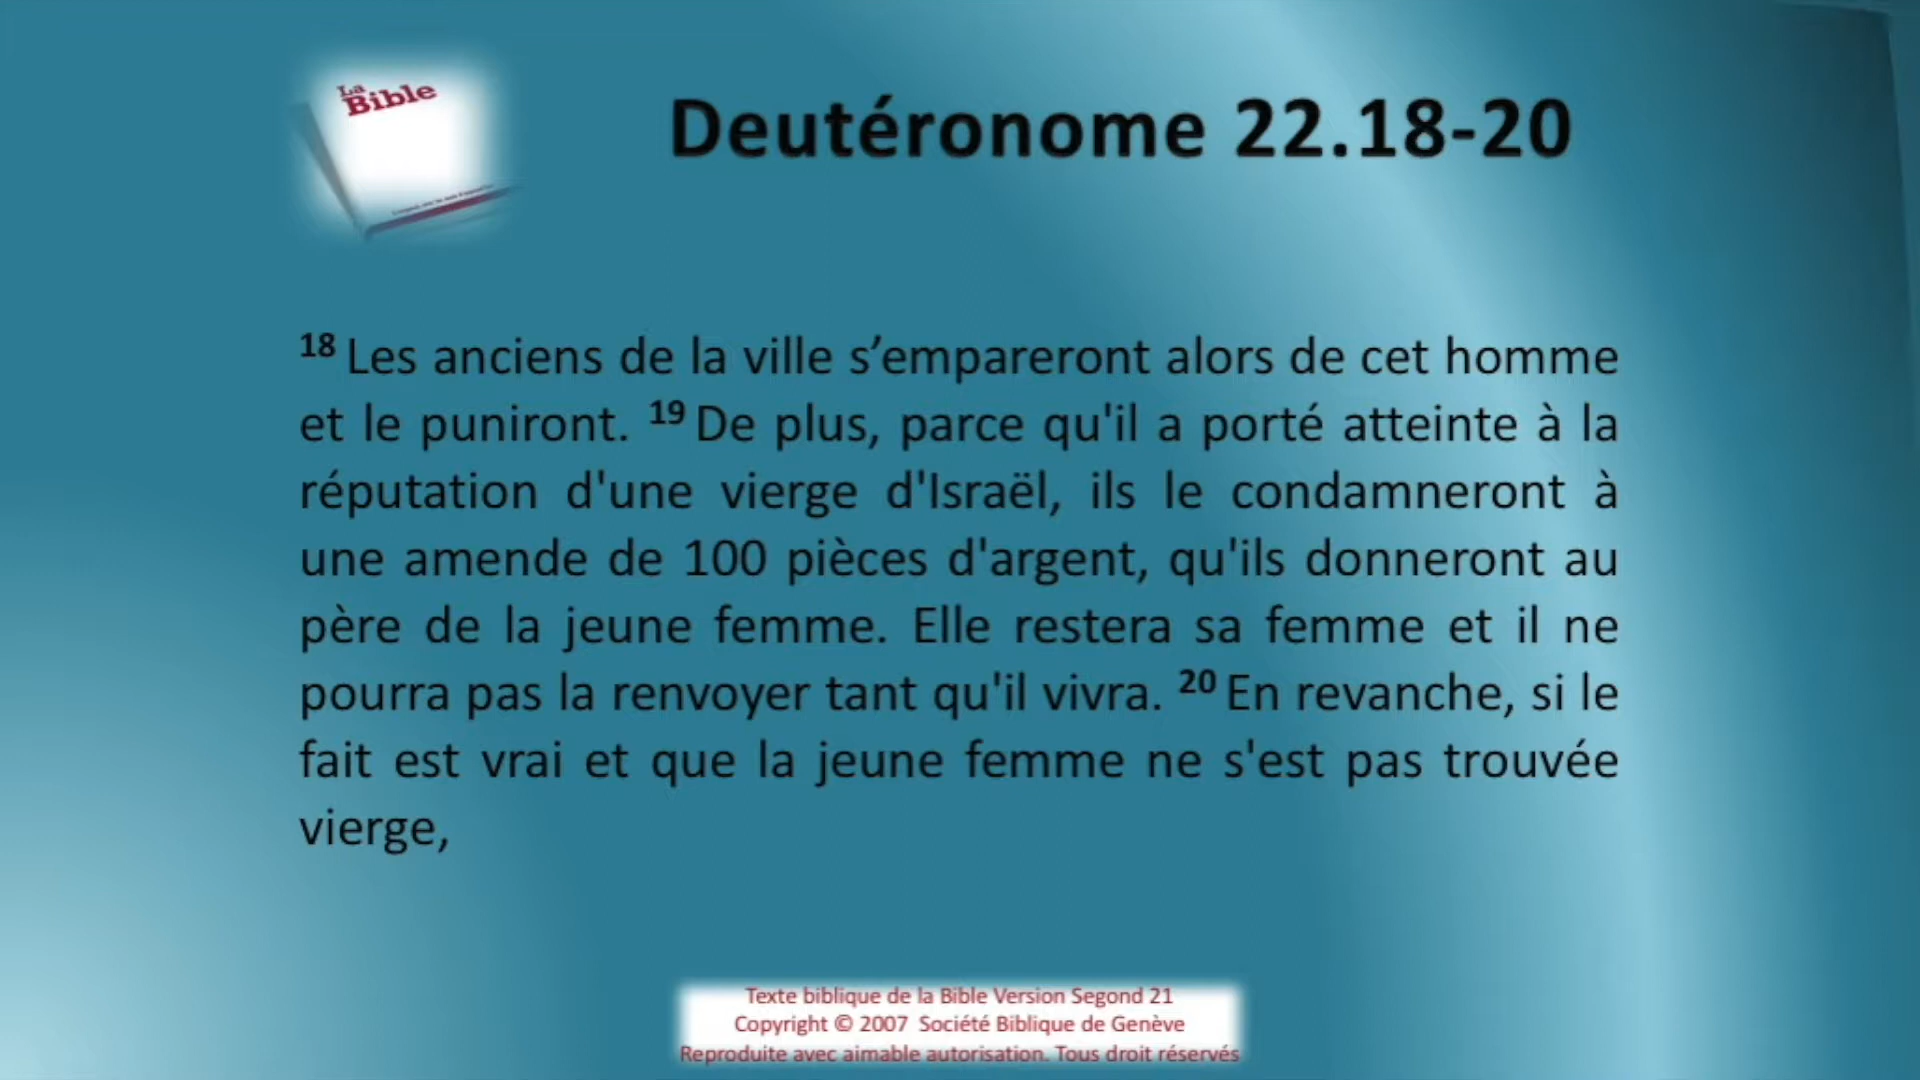 La
Bible
Deutéronome 22.18-20
18 Les anciens de la ville s’empareront alors de cet homme
et le puniront. 19 De plus, parce qu'il a porté atteinte à la
réputation d'une vierge d'Israël, ils le condamneront à
une amende de 100 pièces d'argent, qu'ils donneront au
père de la jeune femme. Elle restera sa femme et il ne
pourra pas la renvoyer tant qu'il vivra. 20 En revanche, si le
fait est vrai et que la jeune femme ne s'est pas trouvée
vierge,
Texte biblique de la Bible Version Segond 21
Copyright © 2007 Société Biblique de Genève
Reproduite avec aimable autorisation. Tous droit réservés